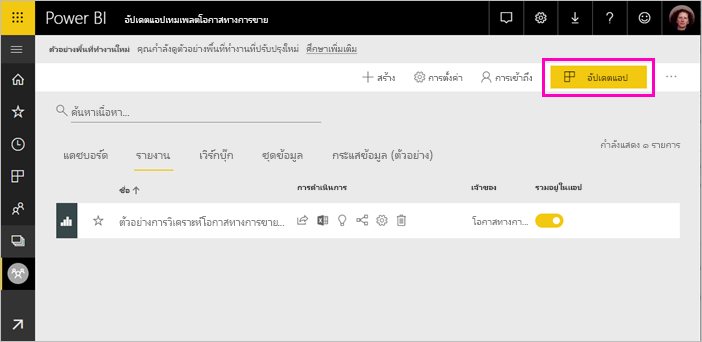 Power BI อัปเดตแอปเทมเพลตโอกาสทางการขาย
ตัวอย่างพื้นที่ทำงานใหม่ คุณกำลังดูตัวอย่างพื้นที่ทำงานที่ปรับปรุงใหม่ ศึกษาเพิ่มเติม
สร้าง การตั้งค่า การเข้าถึง อัปเดตแอป ...
ค้นหาเนื้อหา...
กำลังแสดง ๑ รายการ
แดชบอร์ด รายงาน เวิร์กบุ๊ก ชุดข้อมูล กระแสข้อมูล (ตัวอย่าง)
ชื่อ การดำเนินการ เจ้าของ รวมอยู่ในแอป
ตัวอย่างการวิเคราะห์โอกาสทางการขาย... โอกาสทางกา...